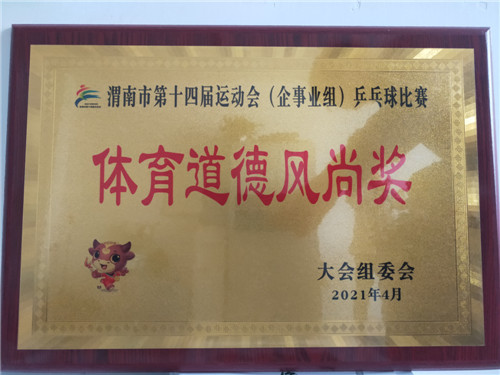 渭南市第十四届运动会（企事业组）乒乓球比赛
体育道德风尚奖
大会组委会
2021年4月